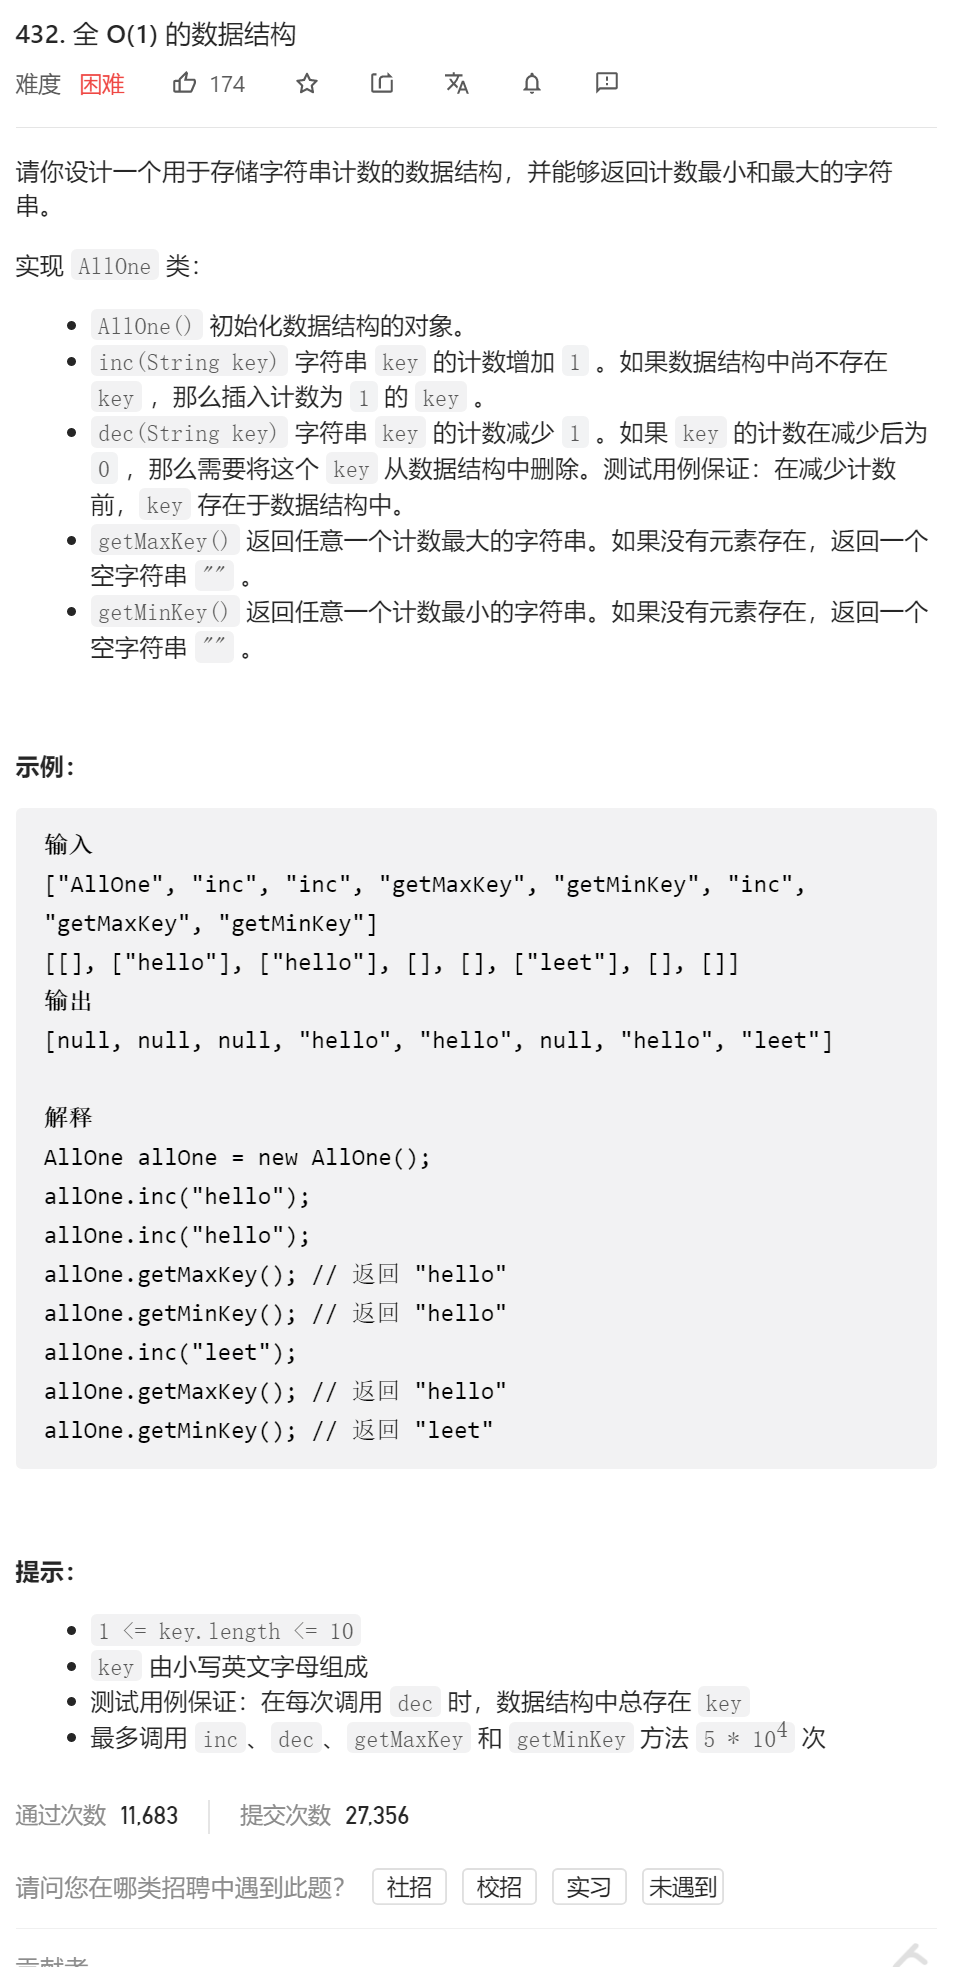 432. 全 O(1) 的数据结构
难度 困难 174
请你设计一个用于存储字符串计数的数据结构，并能够返回计数最小和最大的字符
串。
实现 AllOne 类：
AllOne() 初始化数据结构的对象。
inc(String key) 字符串 key 的计数增加 1 。如果数据结构中尚不存在
key ，那么插入计数为 1 的 key 。
dec(String key) 字符串 key 的计数减少 1 。如果 key 的计数在减少后为
0 ，那么需要将这个 key 从数据结构中删除。测试用例保证：在减少计数
前，key 存在于数据结构中。
getMaxKey() 返回任意一个计数最大的字符串。如果没有元素存在，返回一个
空字符串 "" 。
getMinKey() 返回任意一个计数最小的字符串。如果没有元素存在，返回一个
空字符串 "" 。
示例：
输入
["AllOne", "inc", "inc", "getMaxKey", "getMinKey", "inc",
"getMaxKey", "getMinKey"]
[[], ["hello"], ["hello"], [], [], ["leet"], [], []]
输出
[null, null, null, "hello", "hello", null, "hello", "leet"]
解释
AllOne allOne = new AllOne();
allOne.inc("hello");
allOne.inc("hello");
allOne.getMaxKey(); // 返回 "hello"
allOne.getMinKey(); // 返回 "hello"
allOne.inc("leet");
allOne.getMaxKey(); // 返回 "hello"
allOne.getMinKey(); // 返回 "leet"
提示：
1 <= key.length <= 10
key 由小写英文字母组成
测试用例保证：在每次调用 dec 时，数据结构中总存在 key
最多调用 inc、dec、getMaxKey 和 getMinKey 方法 5 * 10⁴ 次
通过次数 11,683 提交次数 27,356
请问您在哪类招聘中遇到此题？ 社招 校招 实习 未遇到
贡献者